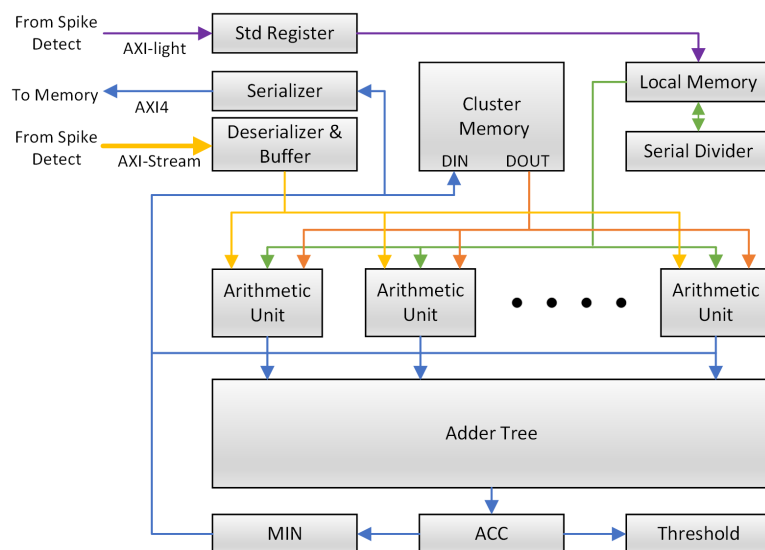 From Spike
Detect
AXI-light
Std Register
To Memory
AXI4
Serializer
Cluster
Memory
DIN DOUT
Local Memory
From Spike
Detect
AXI-Stream
Deserializer &
Buffer
Serial Divider
Arithmetic
Unit
Arithmetic
Unit
Arithmetic
Unit
Adder Tree
MIN
ACC
Threshold